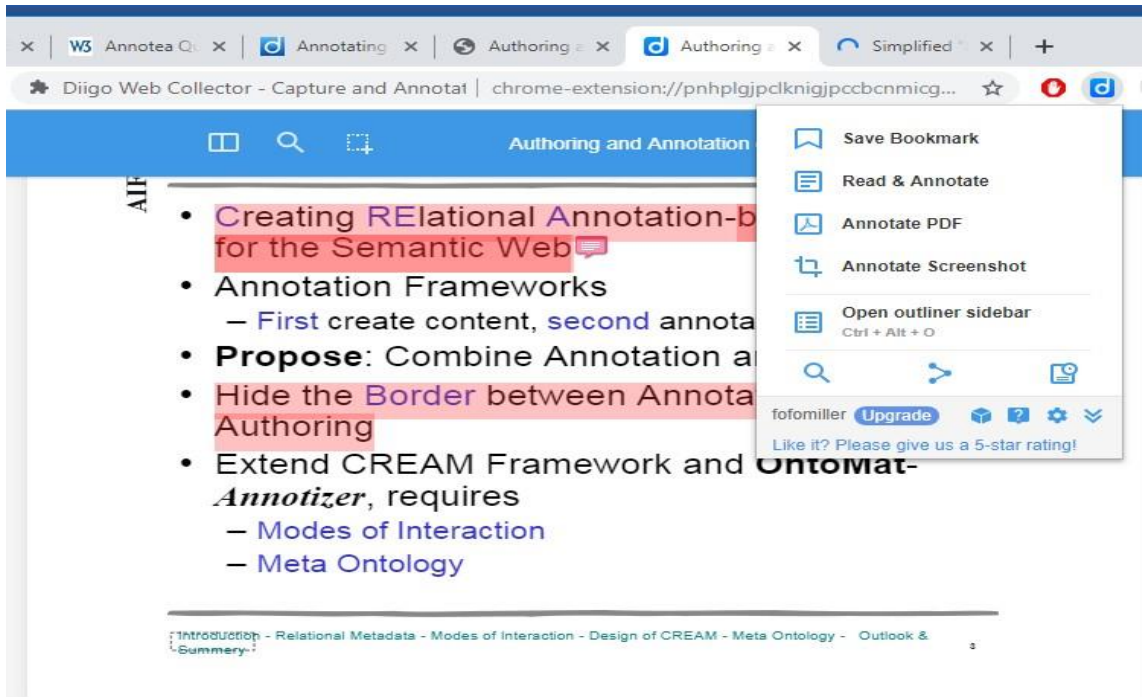 W3 Annotea Q
Annotating
Authoring a
Authoring a
Simplified
Diigo Web Collector - Capture and Annotat | chrome-extension://pnhplgjpclknigjpccbcnmicg...
Authoring and Annotation
Save Bookmark
Read & Annotate
Annotate PDF
Annotate Screenshot
Open outliner sidebar
Ctrl + Alt + O
fofomiller Upgrade
Like it? Please give us a 5-star rating!
• Creating RElational Annotation-b
for the Semantic Web
• Annotation Frameworks
– First create content, second annota
• Propose: Combine Annotation a
• Hide the Border between Annota
Authoring
• Extend CREAM Framework and OntoMat-
Annotizer, requires
– Modes of Interaction
– Meta Ontology
Introduction - Relational Metadata - Modes of Interaction - Design of CREAM - Meta Ontology - Outlook &
Summery